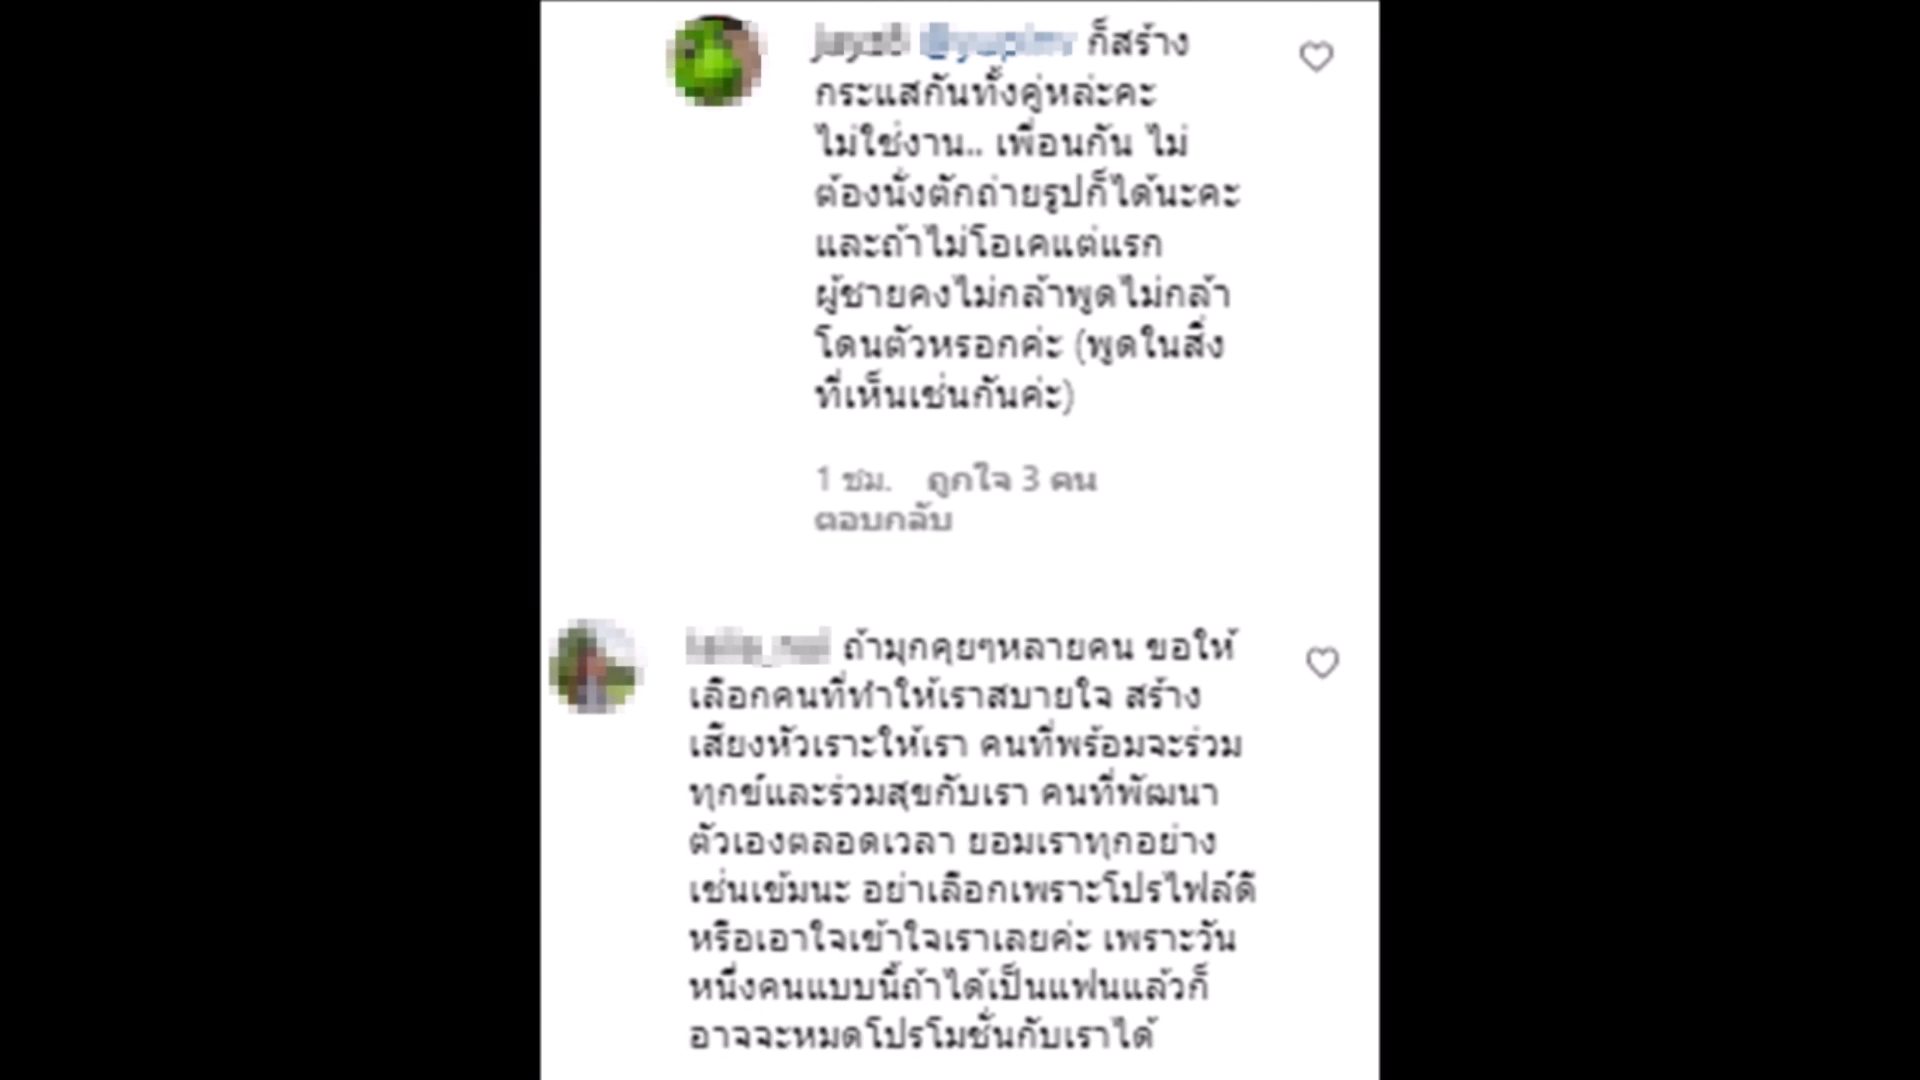 ก็สร้าง
กระแสกันทั้งคู่หล่ะคะ
ไม่ใช่งาน.. เพื่อนกัน ไม่
ต้องนั่งตักถ่ายรูปก็ได้นะคะ
และถ้าไม่โอเคแต่แรก
ผู้ชายคงไม่กล้าพูดไม่กล้า
โดนตัวหรอกค่ะ (พูดในสิ่ง
ที่เห็นเช่นกันค่ะ)
1 ชม. ถูกใจ 3 คน
ตอบกลับ
ถ้ามุกคุยๆหลายคน ขอให้
เลือกคนที่ทำให้เราสบายใจ สร้าง
เสียงหัวเราะให้เรา คนที่พร้อมจะร่วม
ทุกข์และร่วมสุขกับเรา คนที่พัฒนา
ตัวเองตลอดเวลา ยอมเราทุกอย่าง
เช่นเข้มนะ อย่าเลือกเพราะโปรไฟล์ดี
หรือเอาใจเข้าใจเราเลยค่ะ เพราะวัน
หนึ่งคนแบบนี้ถ้าได้เป็นแฟนแล้วก็
อาจจะหมดโปรโมชั่นกับเราได้